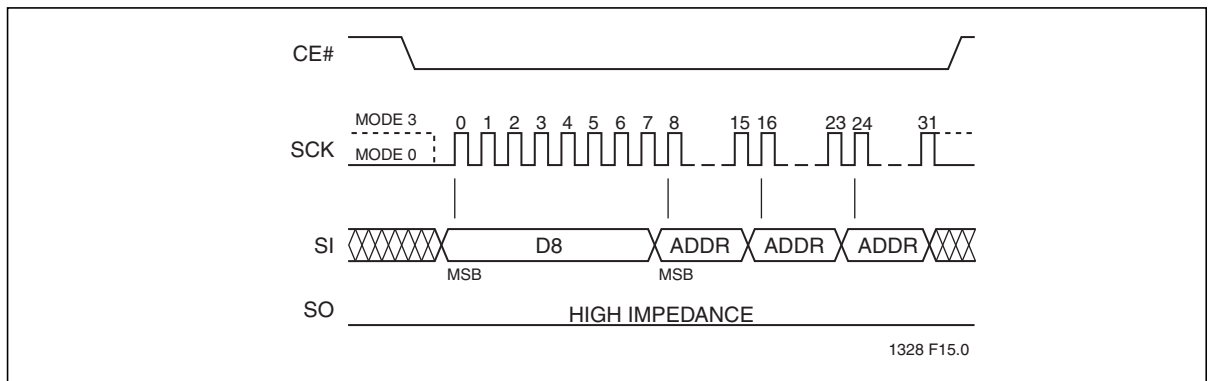 CE#
MODE 3
0 1 2 3 4 5 6 7 8 15 16 23 24 31
SCK
MODE 0
SI
D8 ADDR ADDR ADDR
MSB MSB
SO
HIGH IMPEDANCE
1328 F15.0